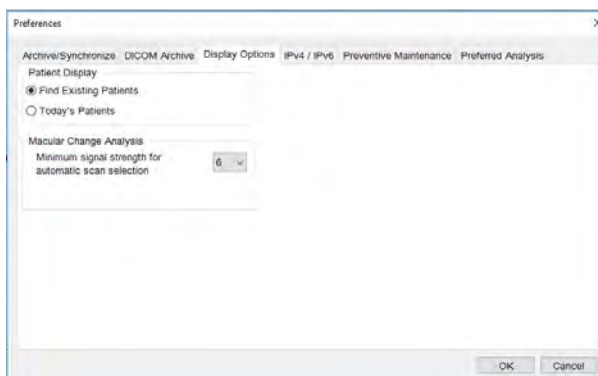 Preferences
Archive/Synchronize DICOM Archive Display Options IPv4 / IPv6 Preventive Maintenance Preferred Analysis
Patient Display
Find Existing Patients
Today's Patients
Macular Change Analysis
Minimum signal strength for
automatic scan selection
6
OK Cancel